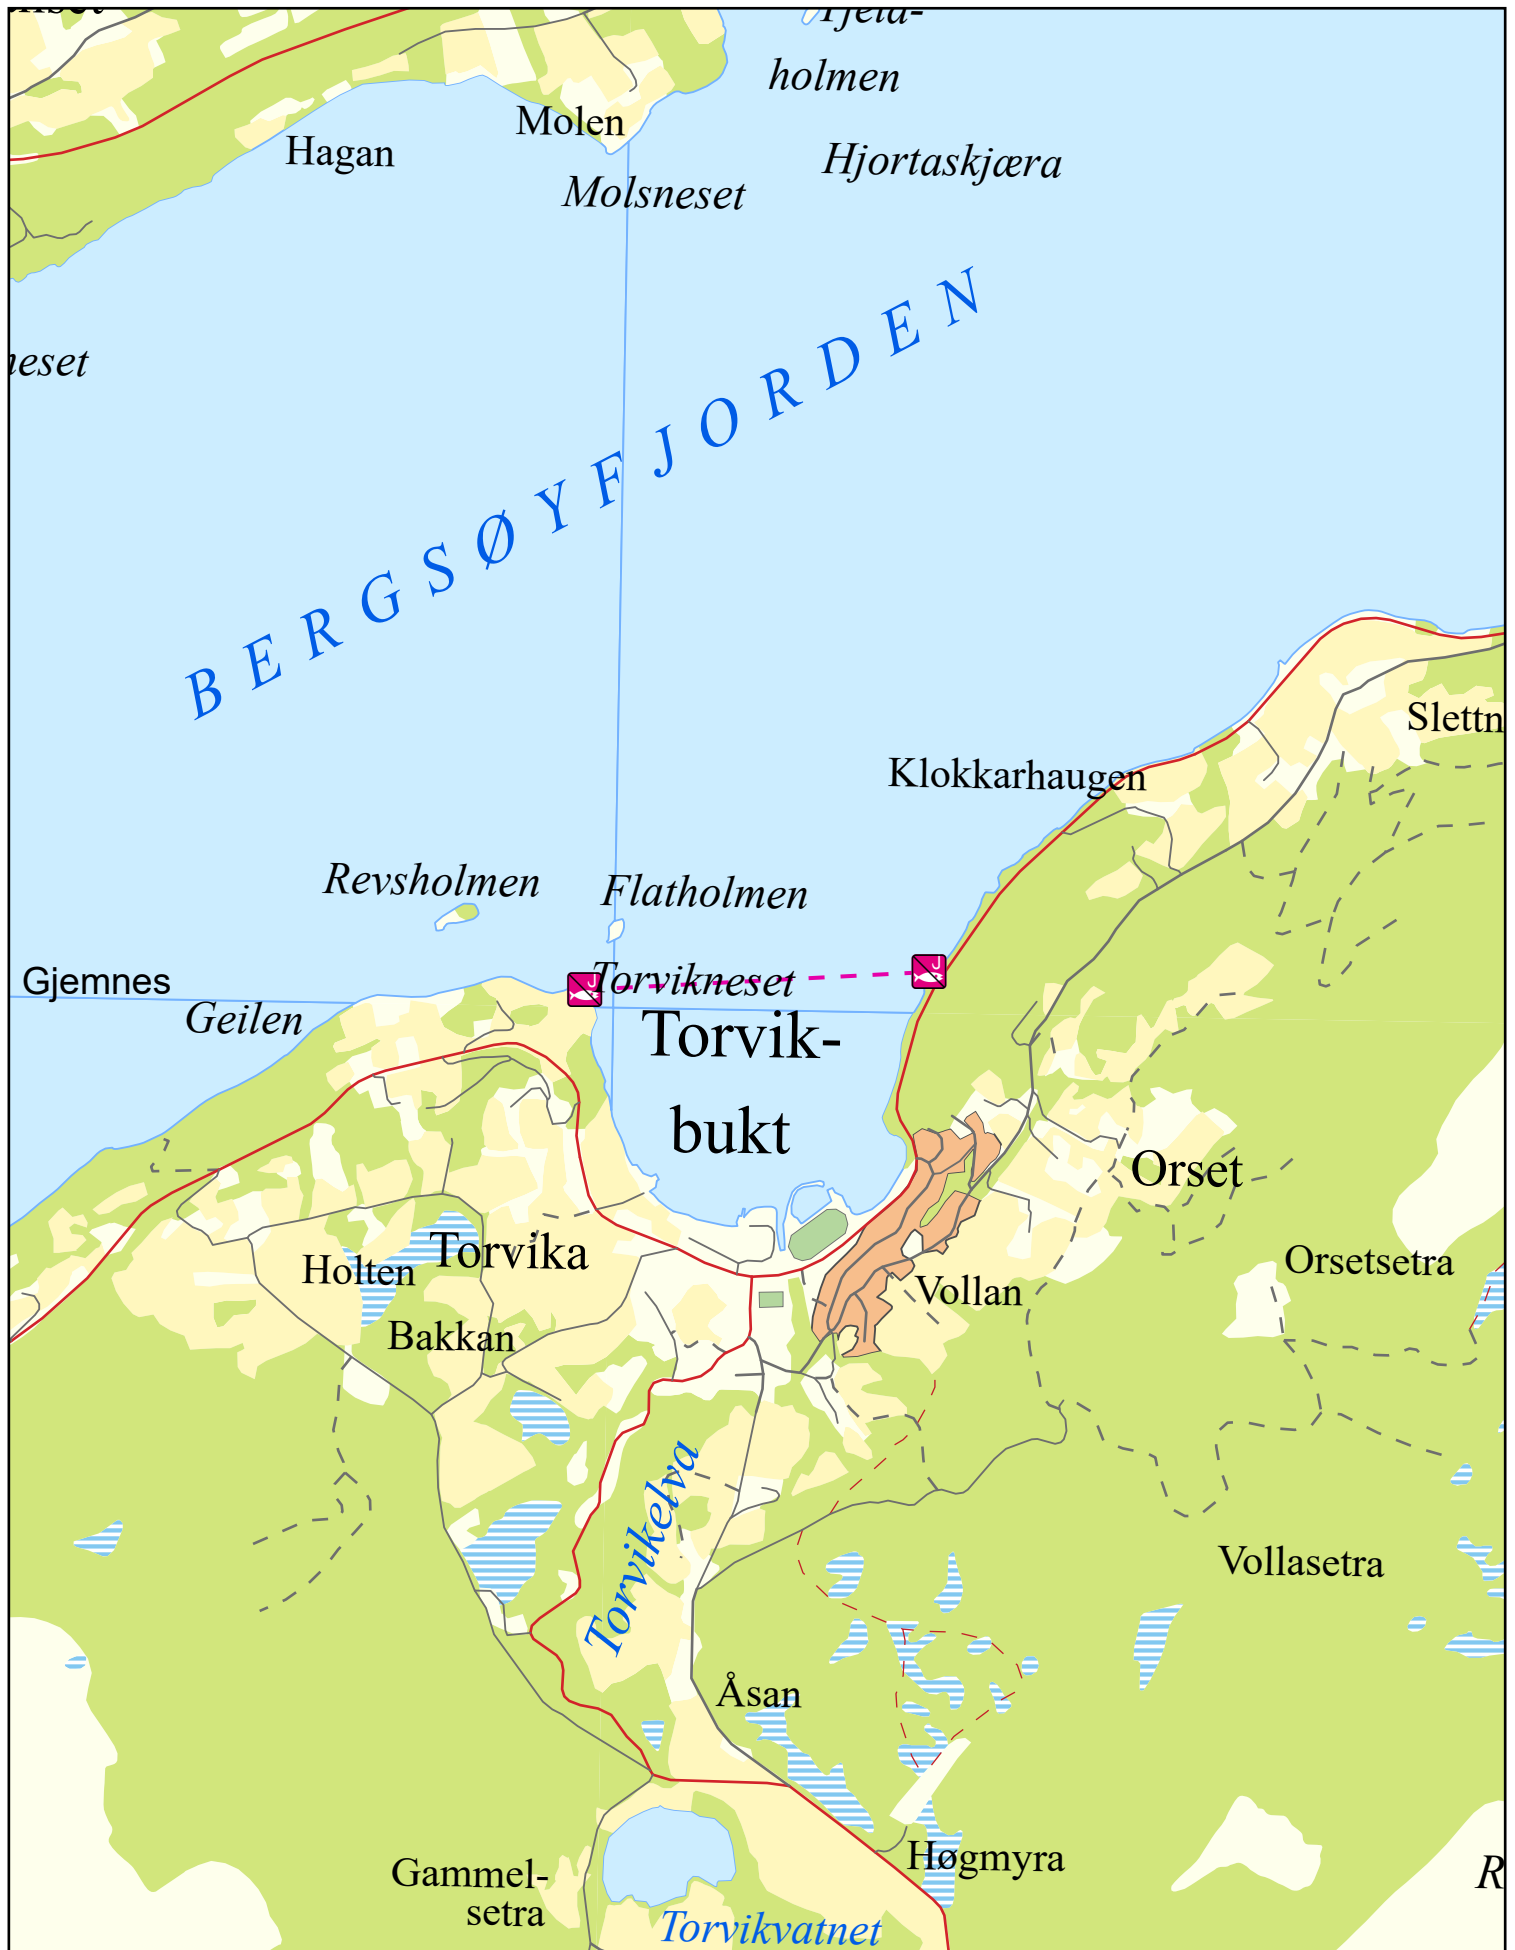 holmen
Molen
Hagan
Hjortaskjæra
Molsneset
BERGSØYFJORDEN
Slettn
Klokkarhaugen
Revsholmen
Flatholmen
Gjemnes
Torvikneset
Geilen
Torvik-
bukt
Orset
Torvika
Holten
Orsetsetra
Vollan
Bakkan
Torvikelva
Vollasetra
Åsan
Høgmyra
Gammel-
setra
R
Torvikvatnet